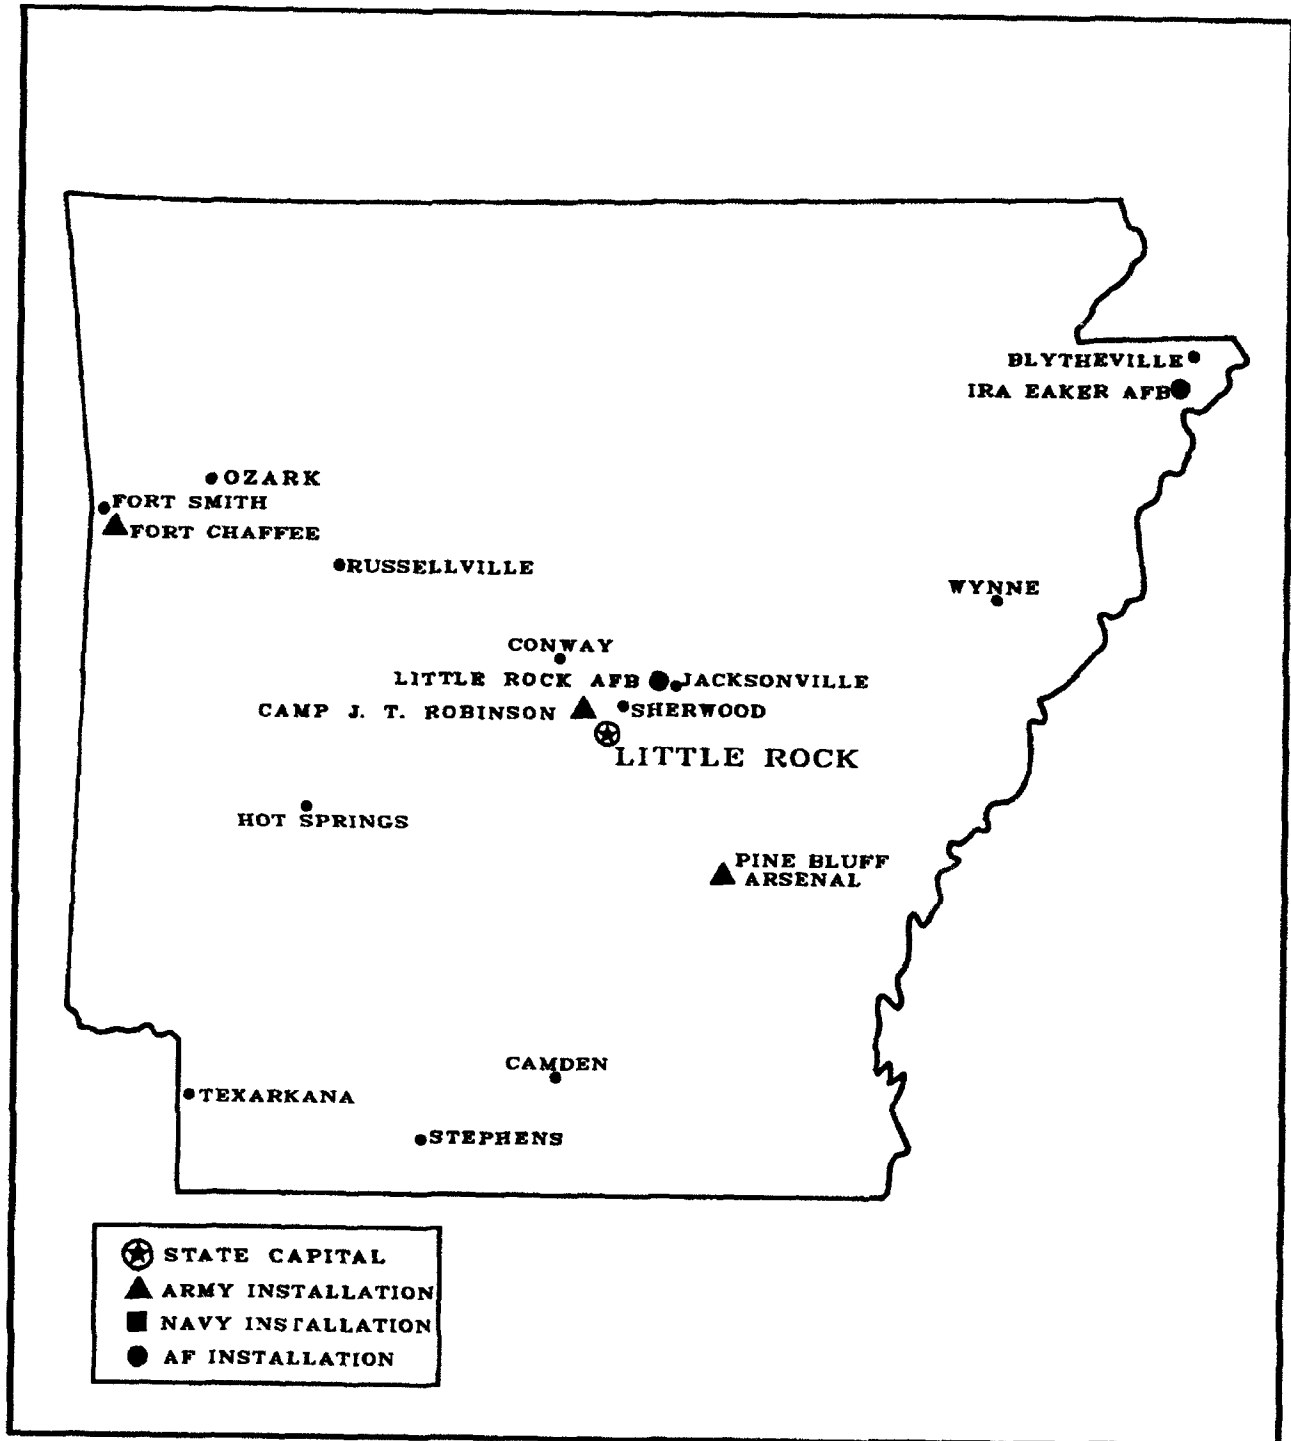 BLYTHEVILLE
IRA EAKER AFB
OZARK
FORT SMITH
FORT CHAFFEE
RUSSELLVILLE
WYNNE
CONWAY
LITTLE ROCK AFB
JACKSONVILLE
CAMP J. T. ROBINSON
SHERWOOD
LITTLE ROCK
HOT SPRINGS
PINE BLUFF
ARSENAL
CAMDEN
TEXARKANA
STEPHENS
STATE CAPITAL
ARMY INSTALLATION
NAVY INSTALLATION
AF INSTALLATION